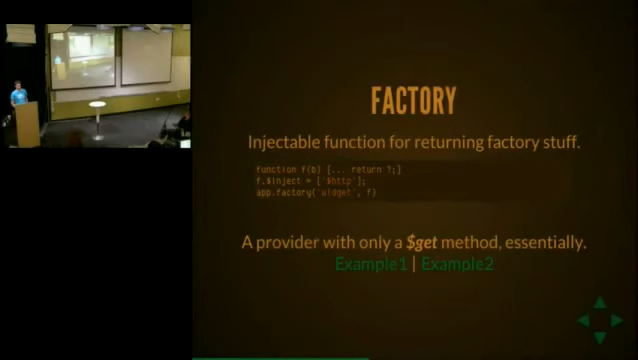 FACTORY
Injectable function for returning factory stuff.
function f(b) [... return ?;]
f.$inject = ['$http'];
app.factory('widget', f)
A provider with only a $get method, essentially.
Example1 | Example2